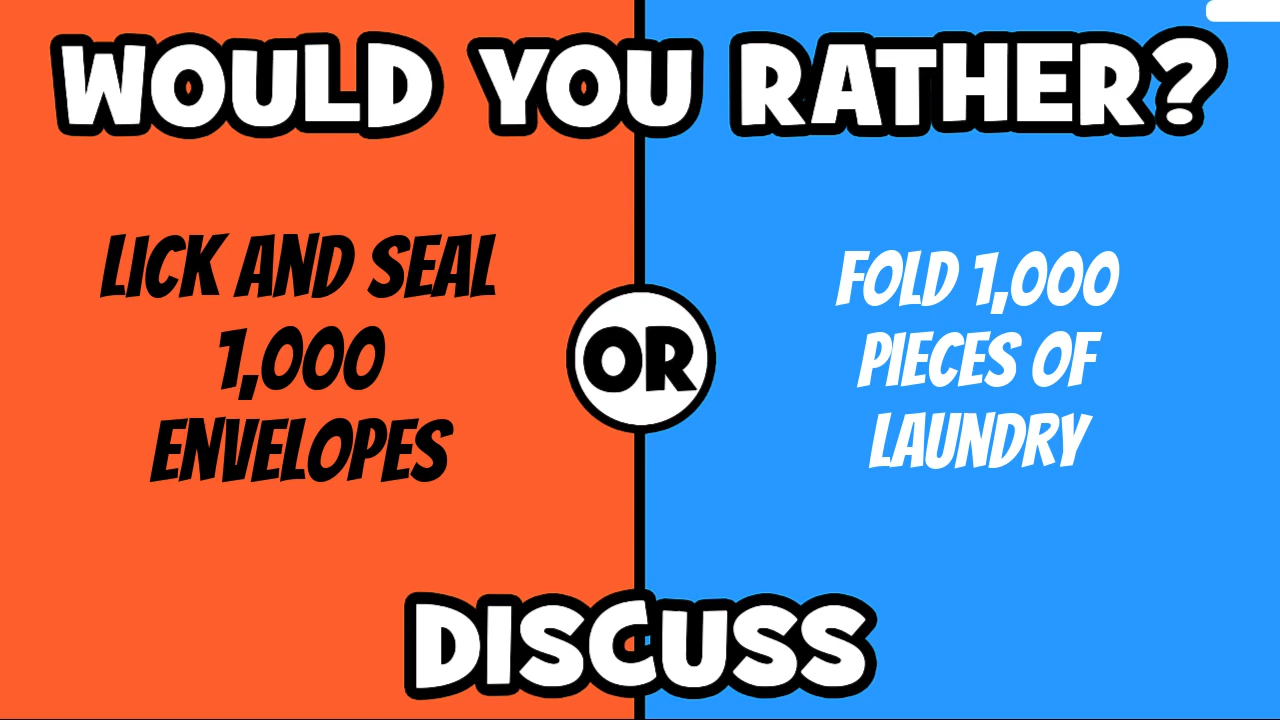 WOULD YOU RATHER?
LICK AND SEAL
1,000
ENVELOPES
OR
FOLD 1,000
PIECES OF
LAUNDRY
DISCUSS